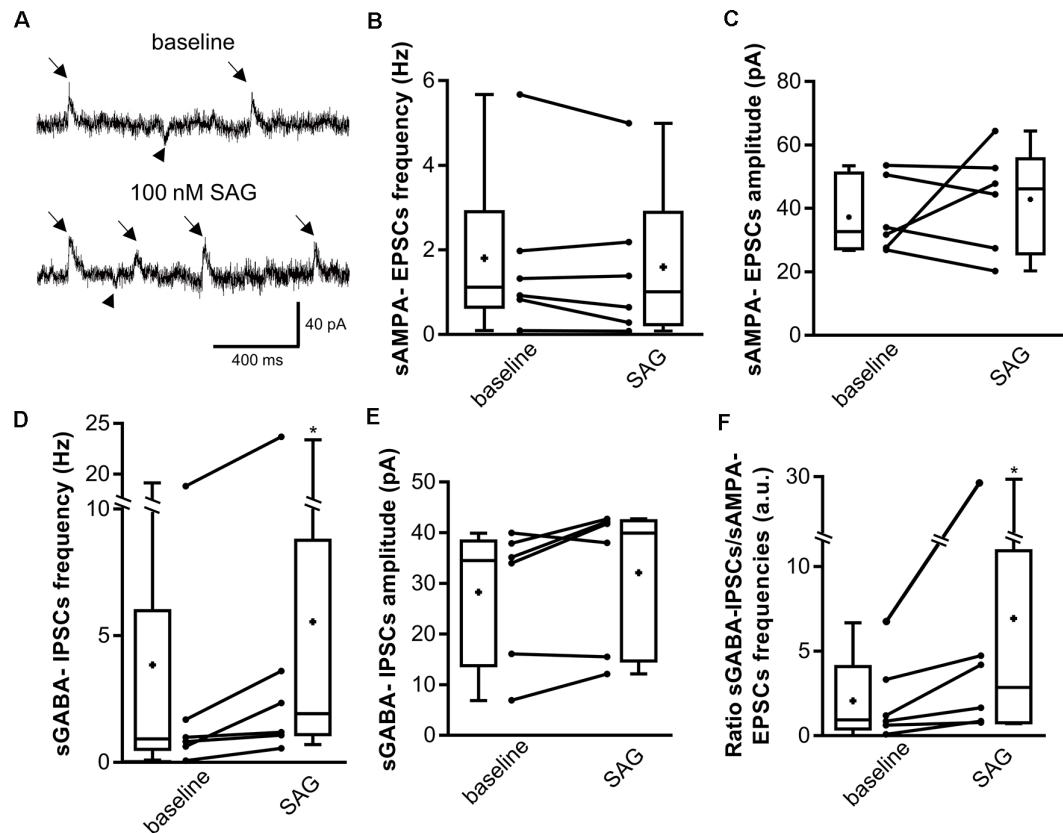 A
baseline
100 nM SAG
40 pA
400 ms
B
sAMPA- EPSCs frequency (Hz)
6
4
2
0
baseline
SAG
C
sAMPA- EPSCs amplitude (pA)
80
60
40
20
0
baseline
SAG
D
sGABA- IPSCs frequency (Hz)
25
20
10
5
0
*
baseline
SAG
E
sGABA- IPSCs amplitude (pA)
50
40
30
20
10
0
baseline
SAG
F
Ratio sGABA-IPSCs/sAMPA-
EPSCs frequencies (a.u.)
30
10
5
0
*
baseline
SAG